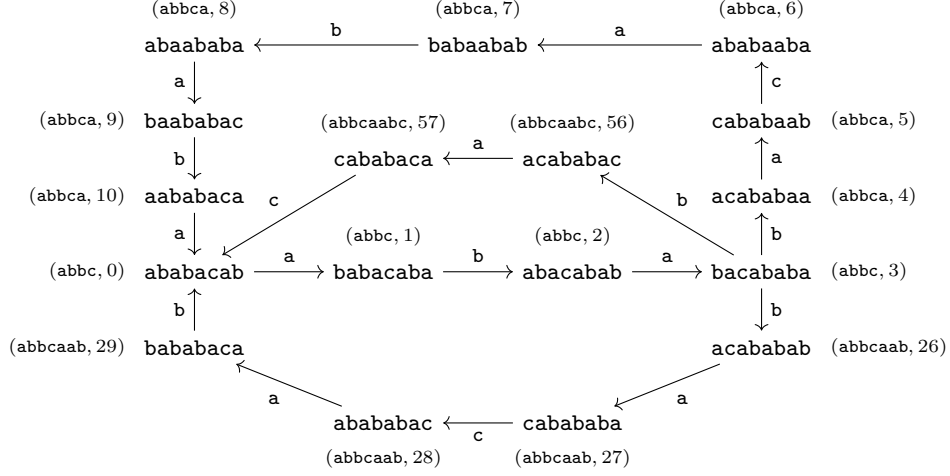 (abbca, 8) (abbca, 7) (abbca, 6)
abaababa b babaabab a ababaaba
a c
(abbca, 9) baababac (abbcaabc, 57) (abbcaabc, 56) cababaab (abbca, 5)
b cababaca a acababac a
(abbca, 10) aababaca c b acababaa (abbca, 4)
a (abbc, 1) (abbc, 2) b
(abbc, 0) ababacab a babacaba b abacabab a bacababa (abbc, 3)
b b
(abbcaab, 29) bababaca acababab (abbcaab, 26)
a a
abababac c cabababa
(abbcaab, 28) (abbcaab, 27)